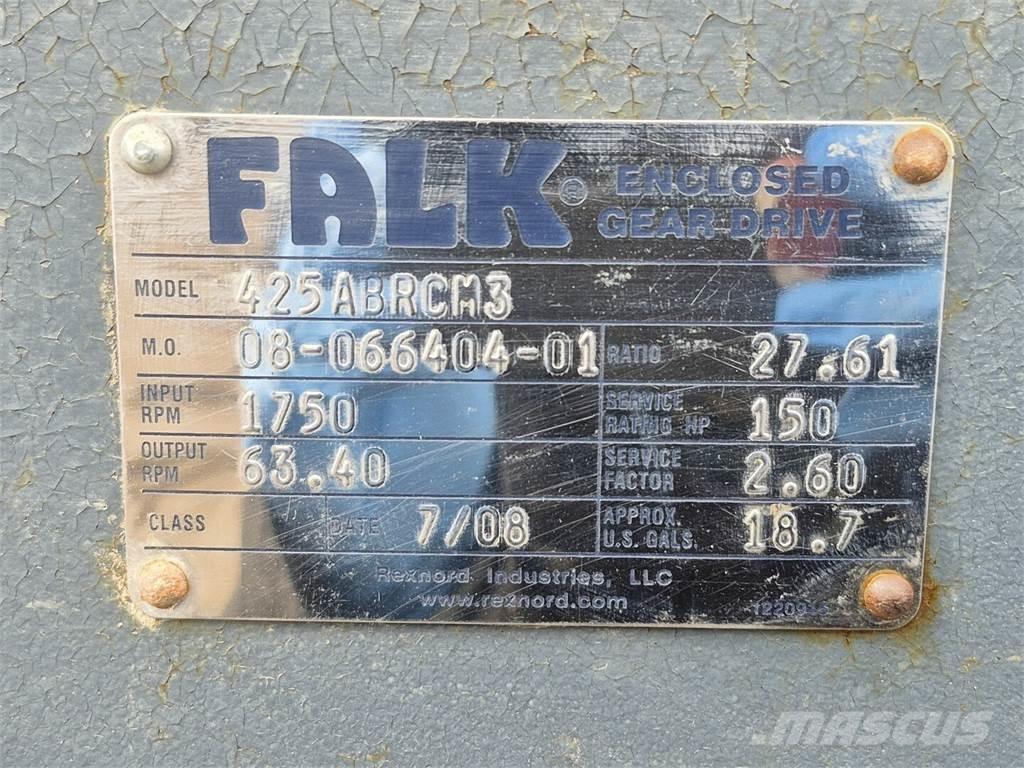 FALK ® ENCLOSED GEAR DRIVE
MODEL 425ABRCM3
M.O. 08-066404-01 RATIO 27.61
INPUT RPM 1750 SERVICE RATING HP 150
OUTPUT RPM 63.40 SERVICE FACTOR 2.60
CLASS DATE 7/08 APPROX. U.S. GALS. 18.7
Rexnord Industries, LLC
www.rexnord.com
mascus